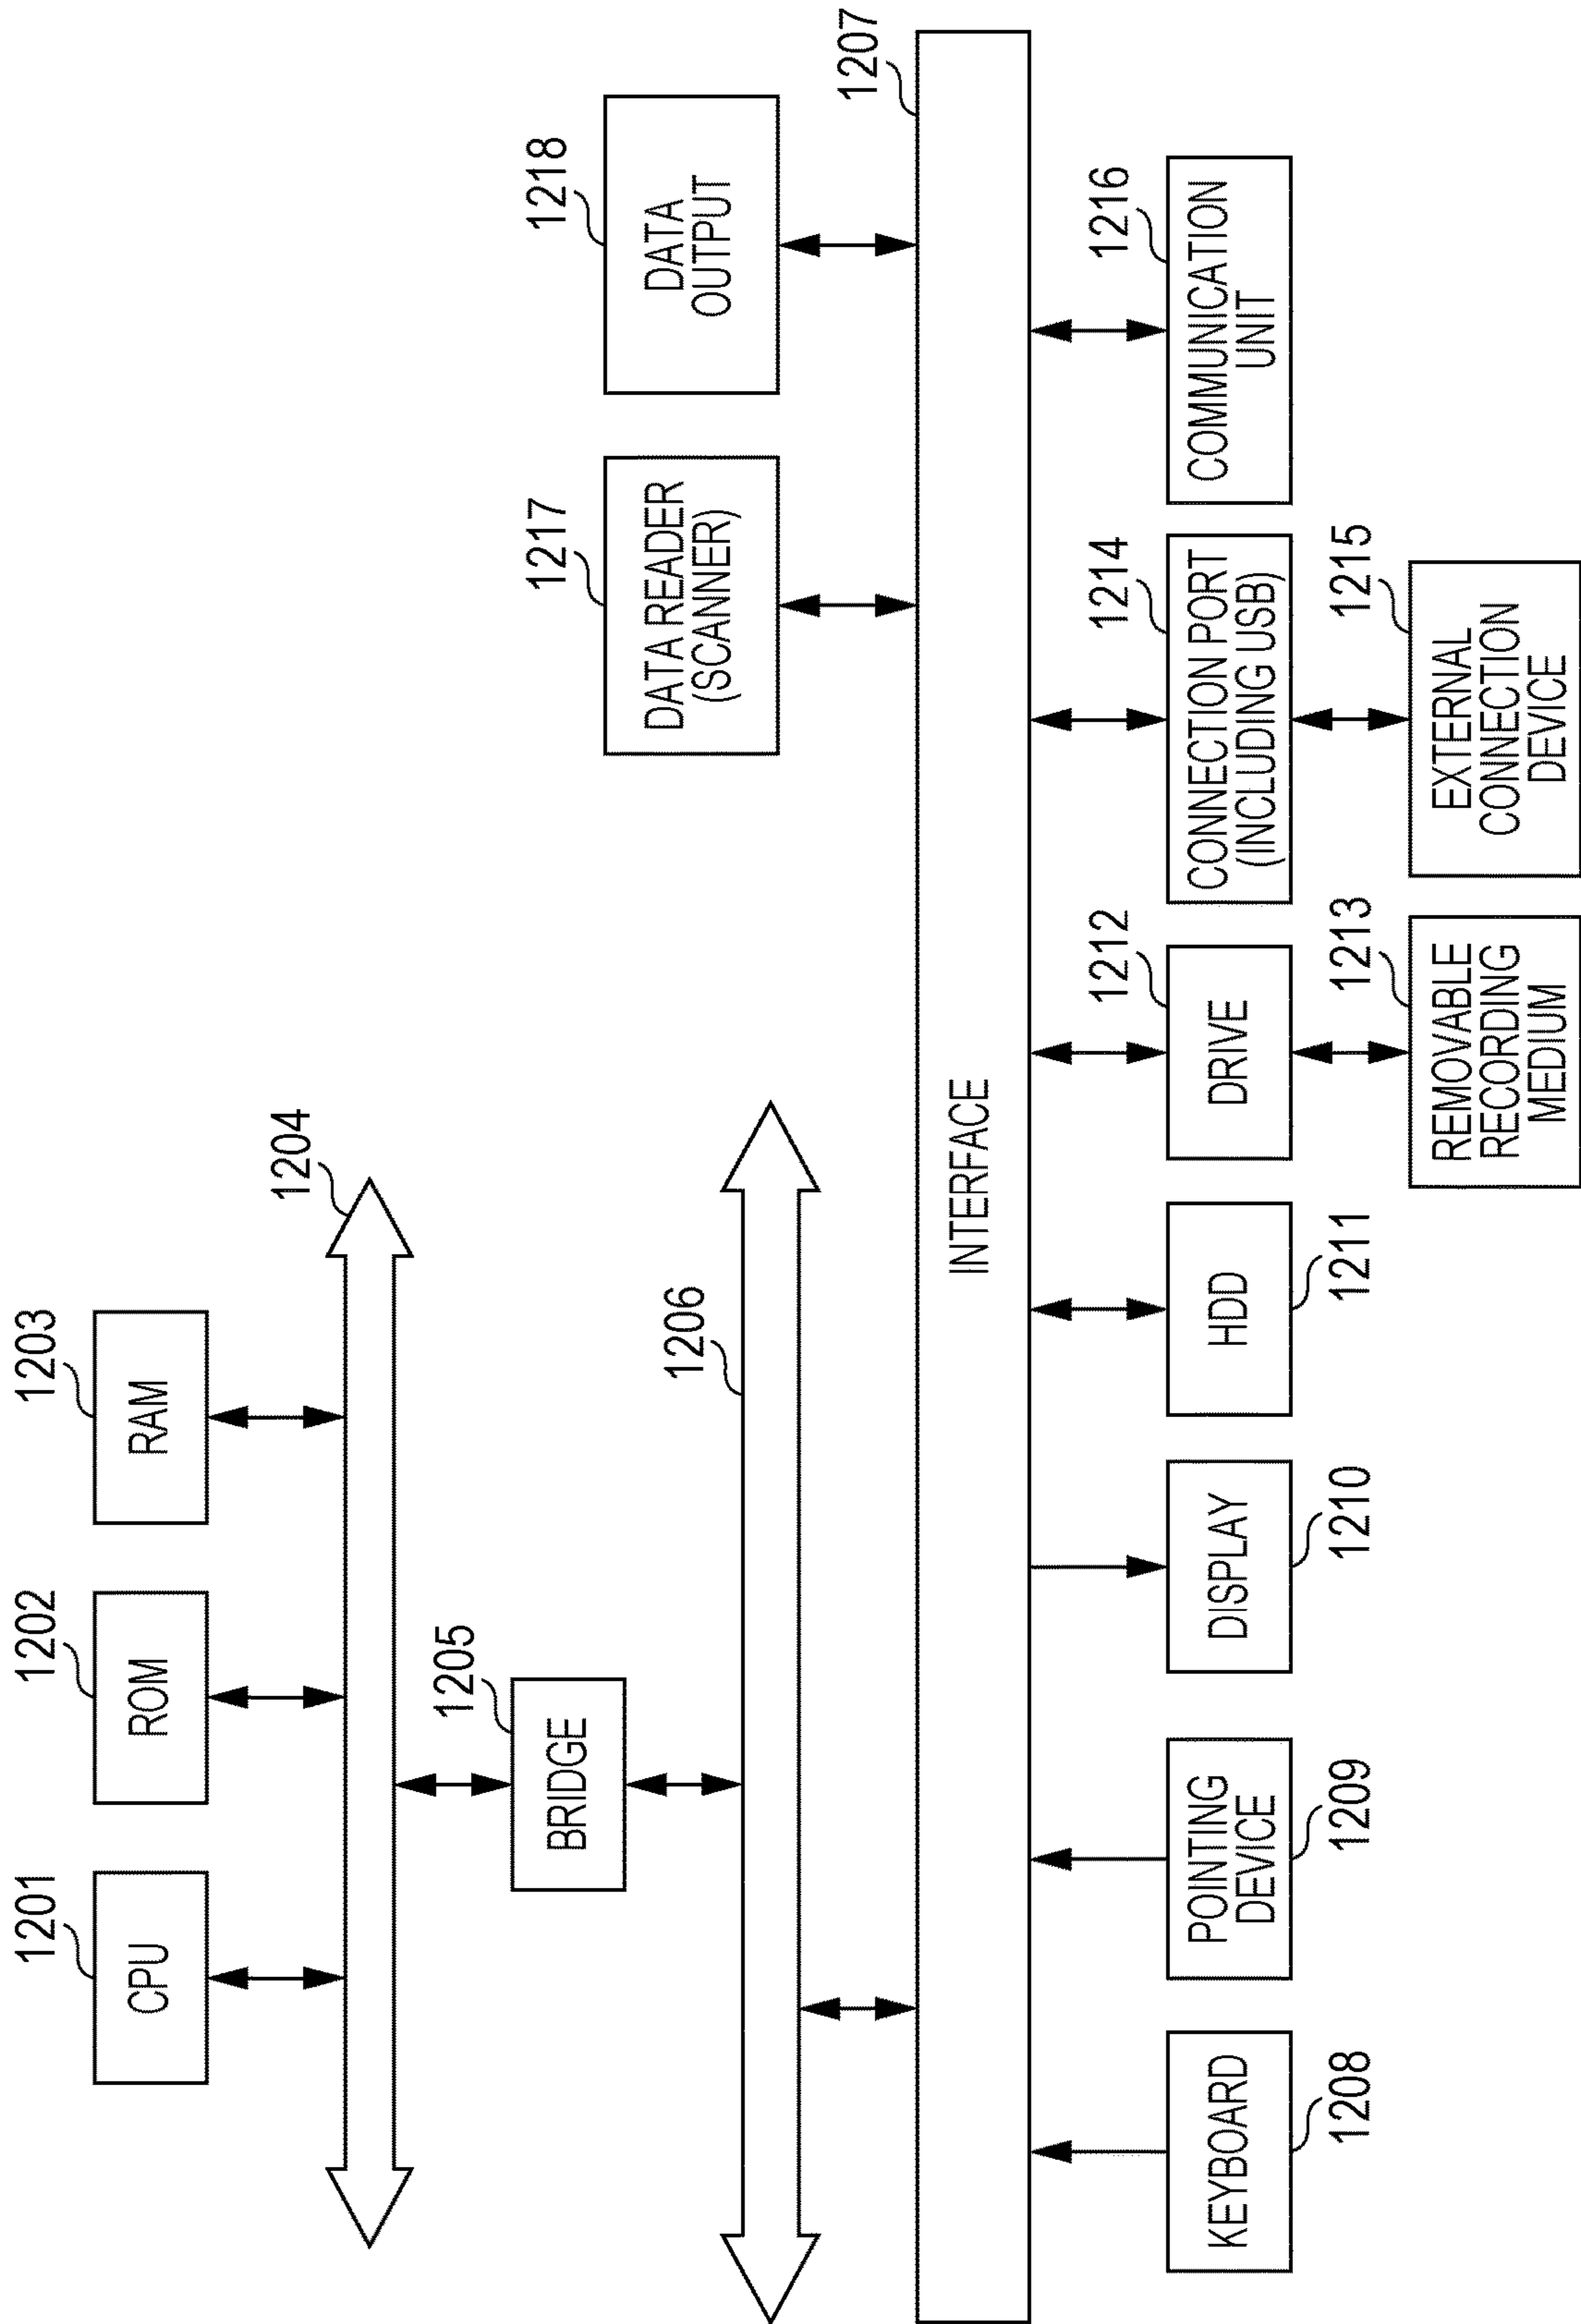 1201
CPU
1202
ROM
1203
RAM
1204
1205
BRIDGE
1206
1217
DATA READER
(SCANNER)
1218
DATA
OUTPUT
1207
INTERFACE
KEYBOARD
1208
POINTING
DEVICE
1209
DISPLAY
1210
HDD
1211
1212
DRIVE
1213
REMOVABLE
RECORDING
MEDIUM
1214
CONNECTION PORT
(INCLUDING USB)
1215
EXTERNAL
CONNECTION
DEVICE
1216
COMMUNICATION
UNIT